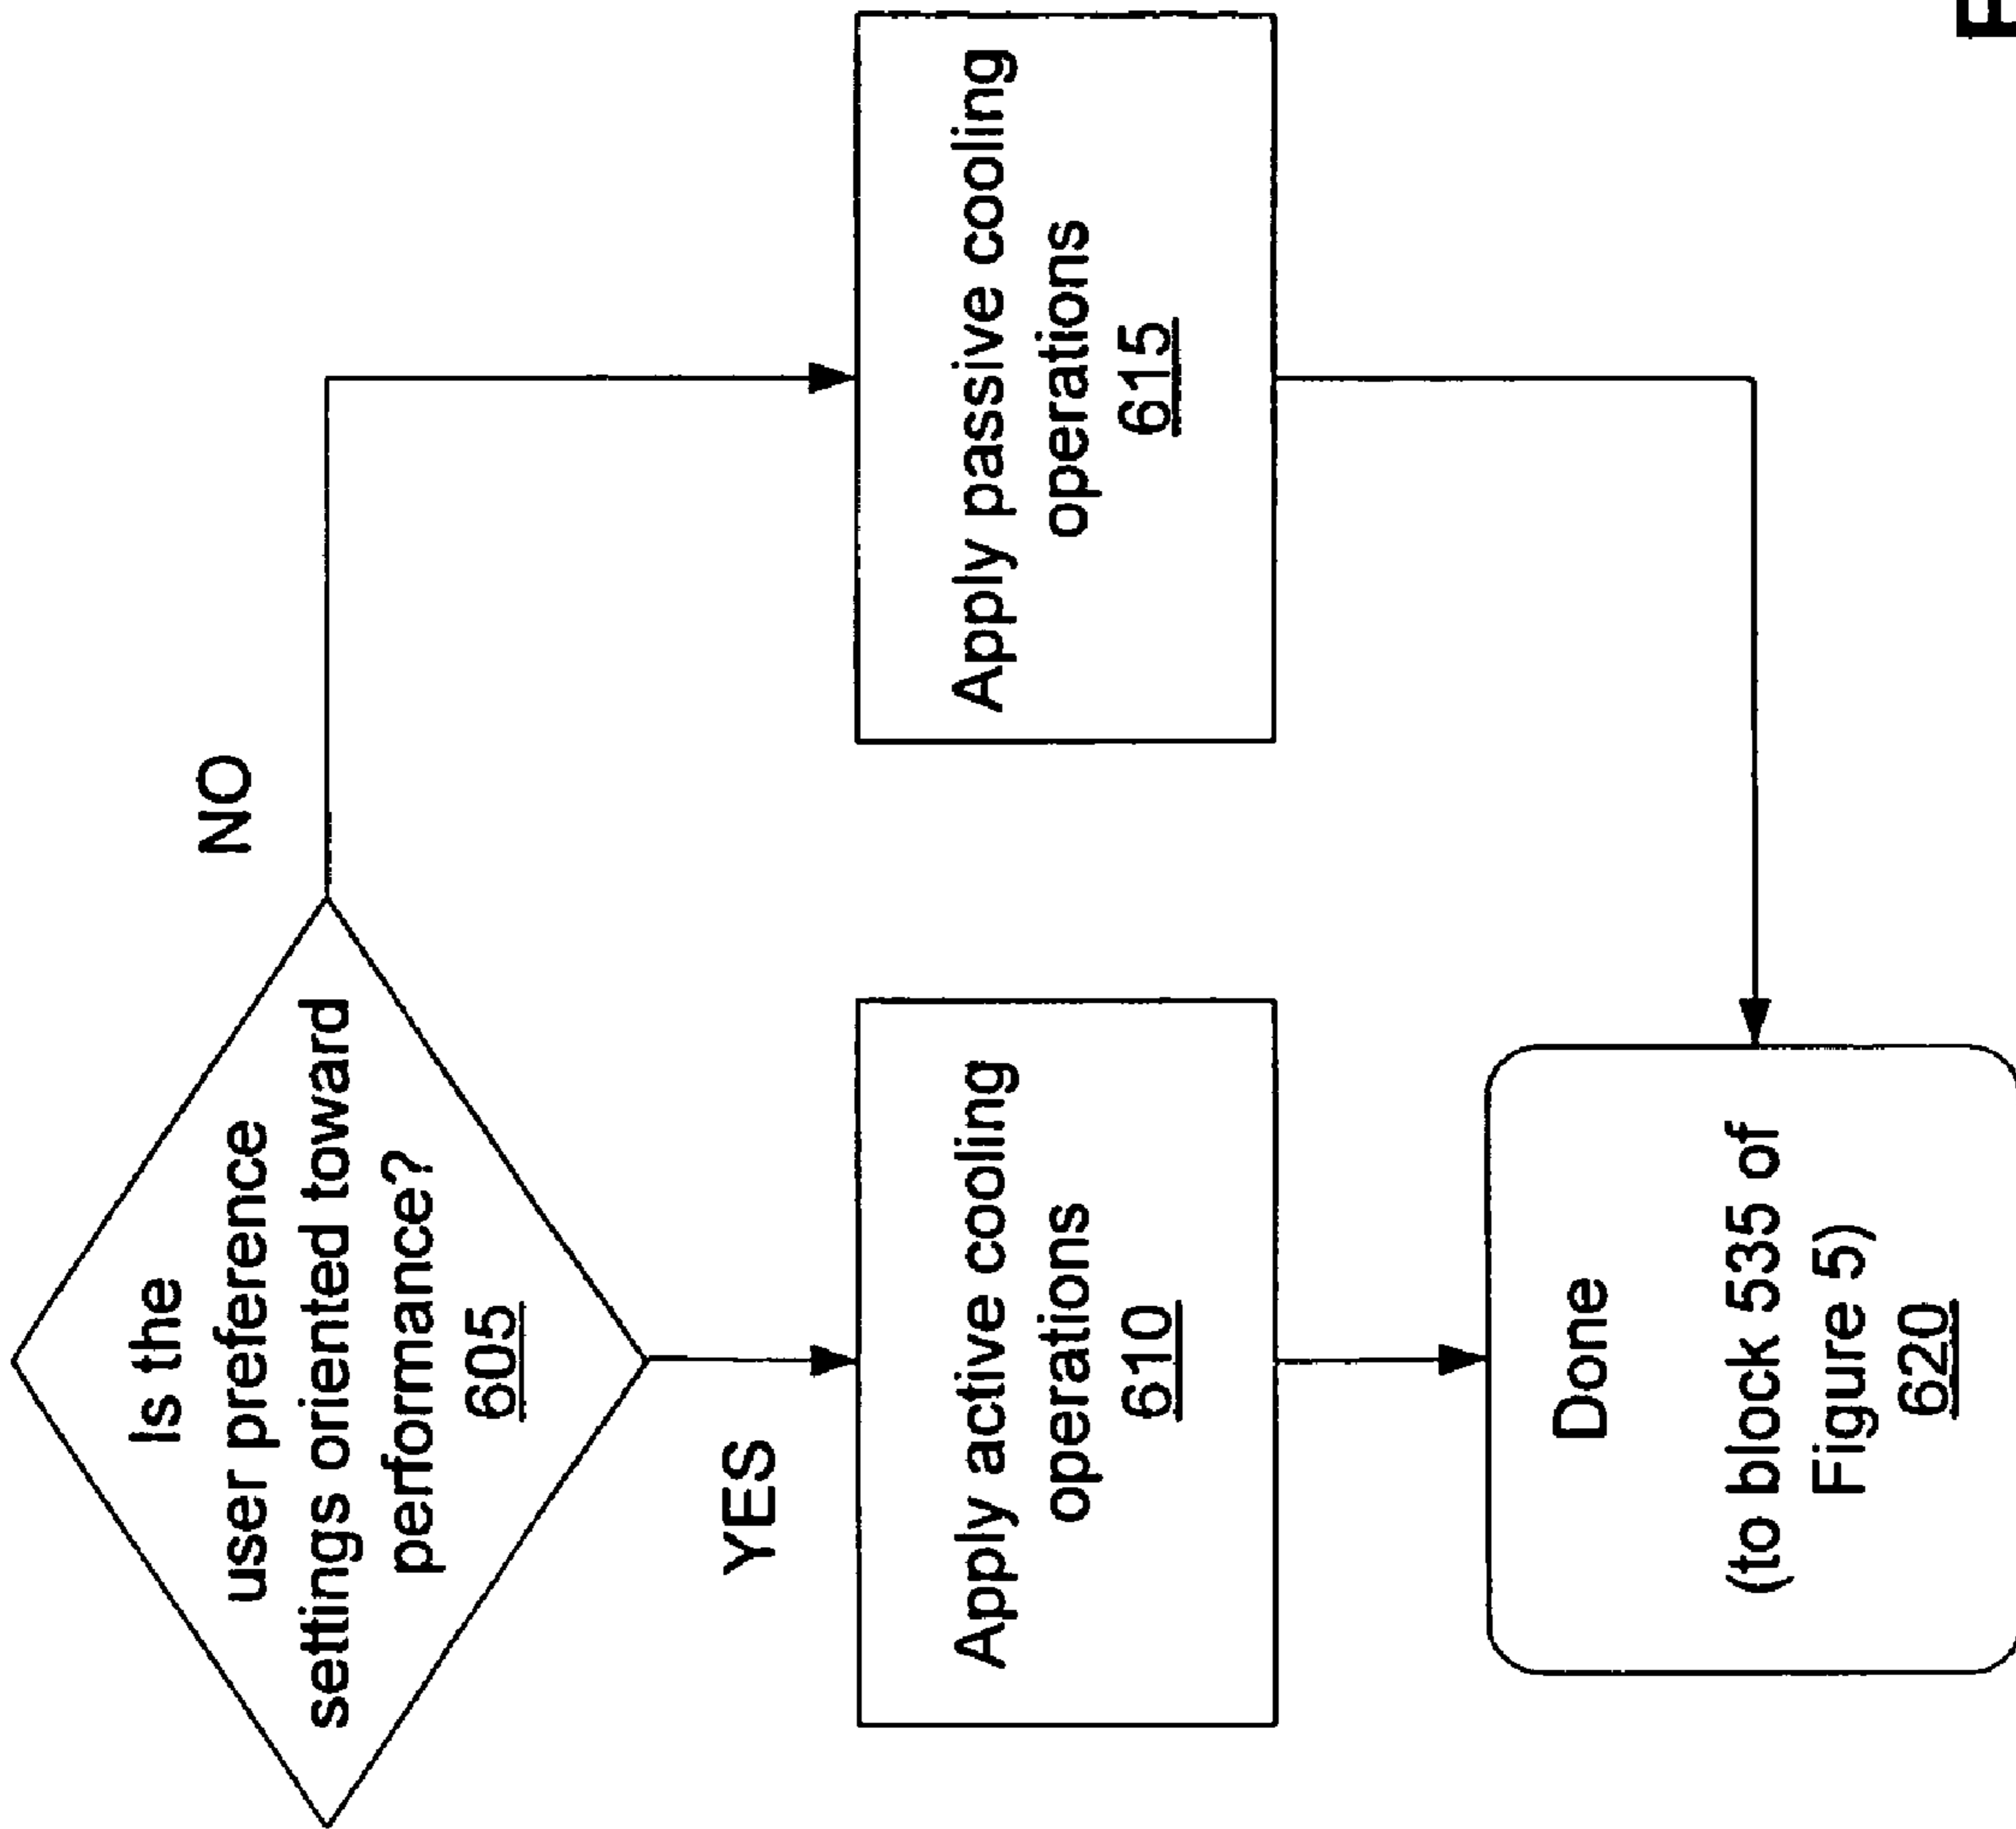 Is the
user preference
settings oriented toward
performance?
605
YES
NO
Apply active cooling
operations
610
Apply passive cooling
operations
615
Done
(to block 535 of
Figure 5)
620